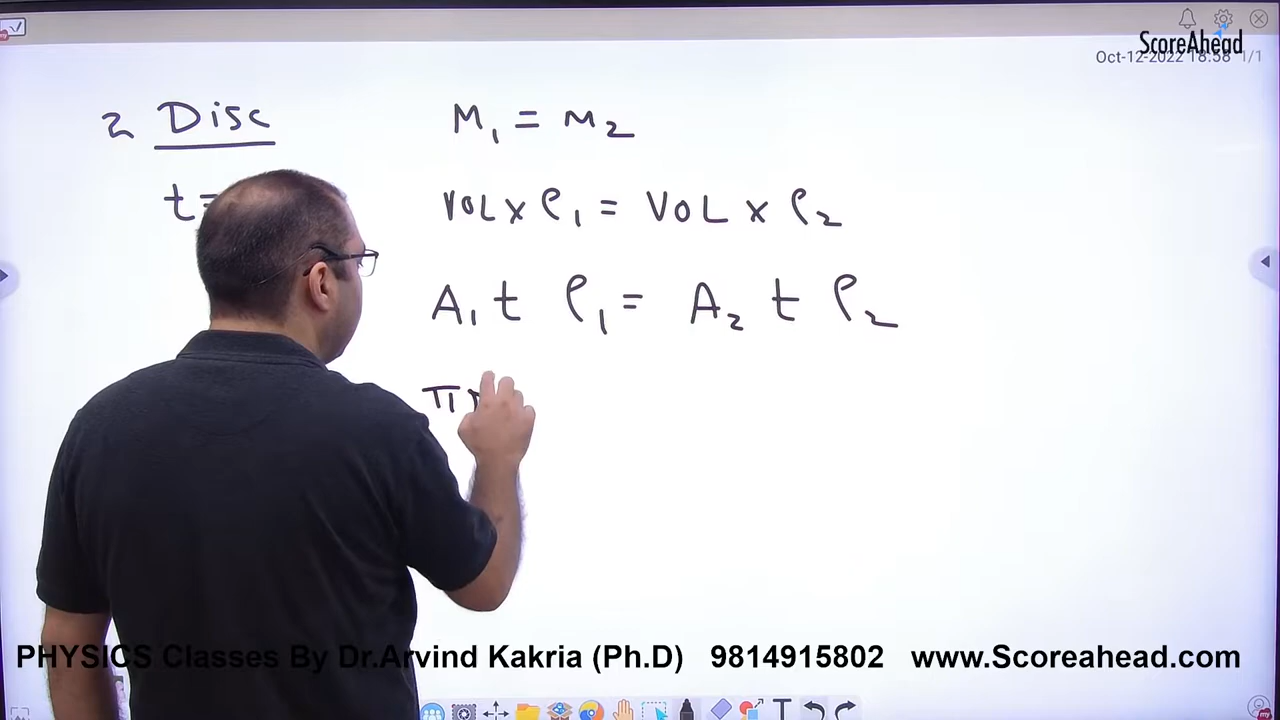 ScoreAhead
Oct-12-2022 18:58 1/1
2 Disc
M₁ = M₂
t =
VOL x ρ₁ = VOL x ρ₂
A₁ t ρ₁ = A₂ t ρ₂
π
PHYSICS Classes By Dr.Arvind Kakria (Ph.D) 9814915802 www.Scoreahead.com